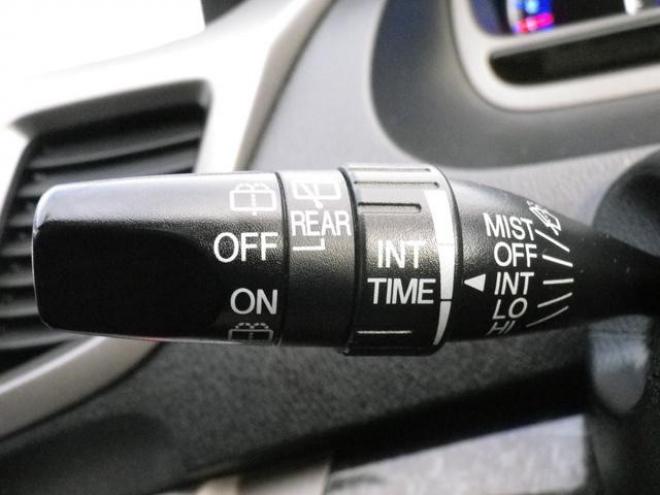 OFF
ON
REAR
INT
TIME
MIST
OFF
INT
LO
HI